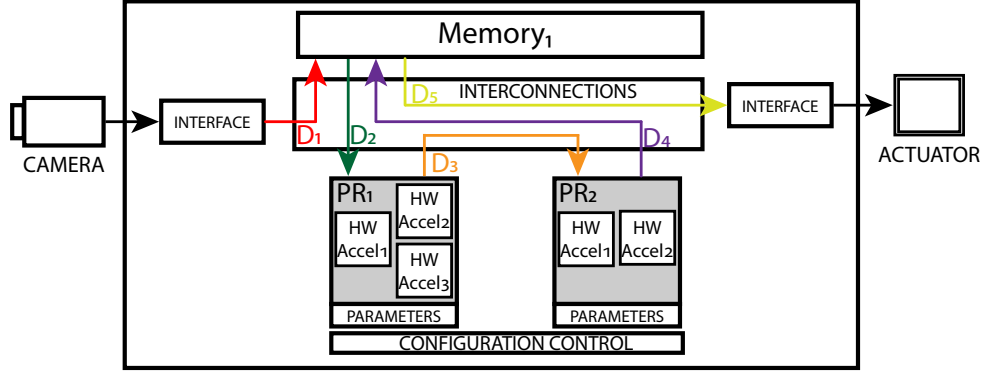 Memory₁
INTERCONNECTIONS
D₅
INTERFACE
INTERFACE
D₁
D₂
D₃
D₄
CAMERA
ACTUATOR
PR₁
HW
Accel₁
HW
Accel₂
HW
Accel₃
PARAMETERS
PR₂
HW
Accel₁
HW
Accel₂
PARAMETERS
CONFIGURATION CONTROL